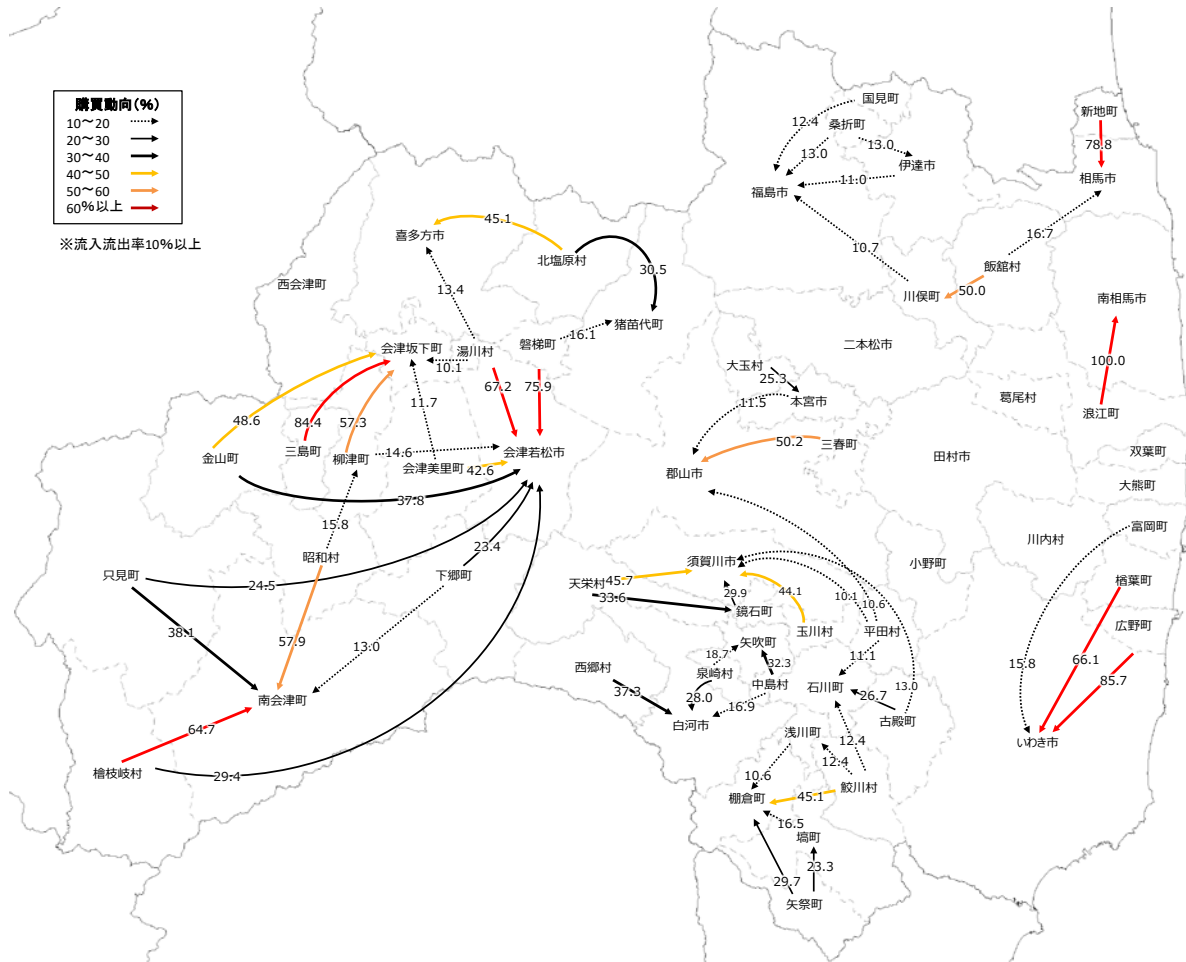 購買動向(%)
10～20
20～30
30～40
40～50
50～60
60%以上
※流入流出率10%以上
国見町
新地町
12.4
桑折町
78.8
13.0
13.0
伊達市
相馬市
11.0
福島市
45.1
喜多方市
16.7
10.7
北塩原村
30.5
飯舘村
西会津町
13.4
50.0
川俣町
南相馬市
猪苗代町
16.1
会津坂下町
湯川村
磐梯町
二本松市
10.1
大玉村
100.0
67.2
75.9
25.3
11.5
本宮市
葛尾村
11.7
浪江町
48.6
84.4
57.3
50.2
三春町
三島町
14.6
会津若松市
双葉町
金山町
柳津町
会津美里町
42.6
郡山市
田村市
大熊町
37.8
15.8
富岡町
23.4
川内村
昭和村
須賀川市
小野町
只見町
24.5
下郷町
天栄村
45.7
楢葉町
33.6
29.9
44.1
10.1
10.6
鏡石町
広野町
38.1
玉川村
平田村
57.9
13.0
矢吹町
18.7
32.3
11.1
15.8
66.1
西郷村
泉崎村
85.7
中島村
石川町
13.0
37.3
28.0
26.7
南会津町
16.9
古殿町
64.7
白河市
浅川町
12.4
いわき市
12.4
檜枝岐村
29.4
10.6
鮫川村
棚倉町
45.1
16.5
塙町
23.3
29.7
矢祭町